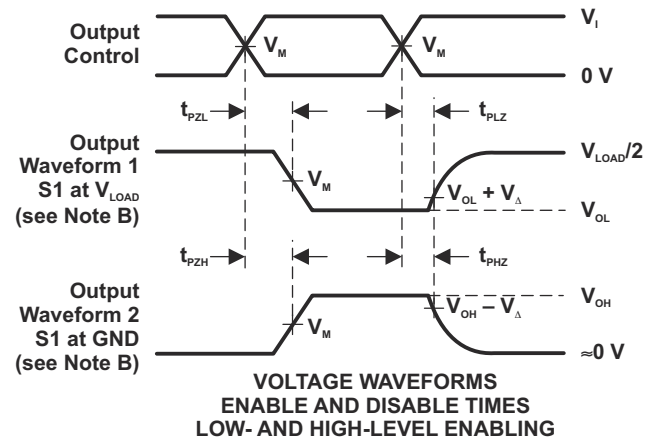 Output
Control
V_M
V_M
V_I
0 V
t_PZL
t_PLZ
Output
Waveform 1
S1 at V_LOAD
(see Note B)
V_M
V_OL + V_Δ
V_LOAD/2
V_OL
t_PZH
t_PHZ
Output
Waveform 2
S1 at GND
(see Note B)
V_M
V_OH – V_Δ
V_OH
≈0 V
VOLTAGE WAVEFORMS
ENABLE AND DISABLE TIMES
LOW- AND HIGH-LEVEL ENABLING